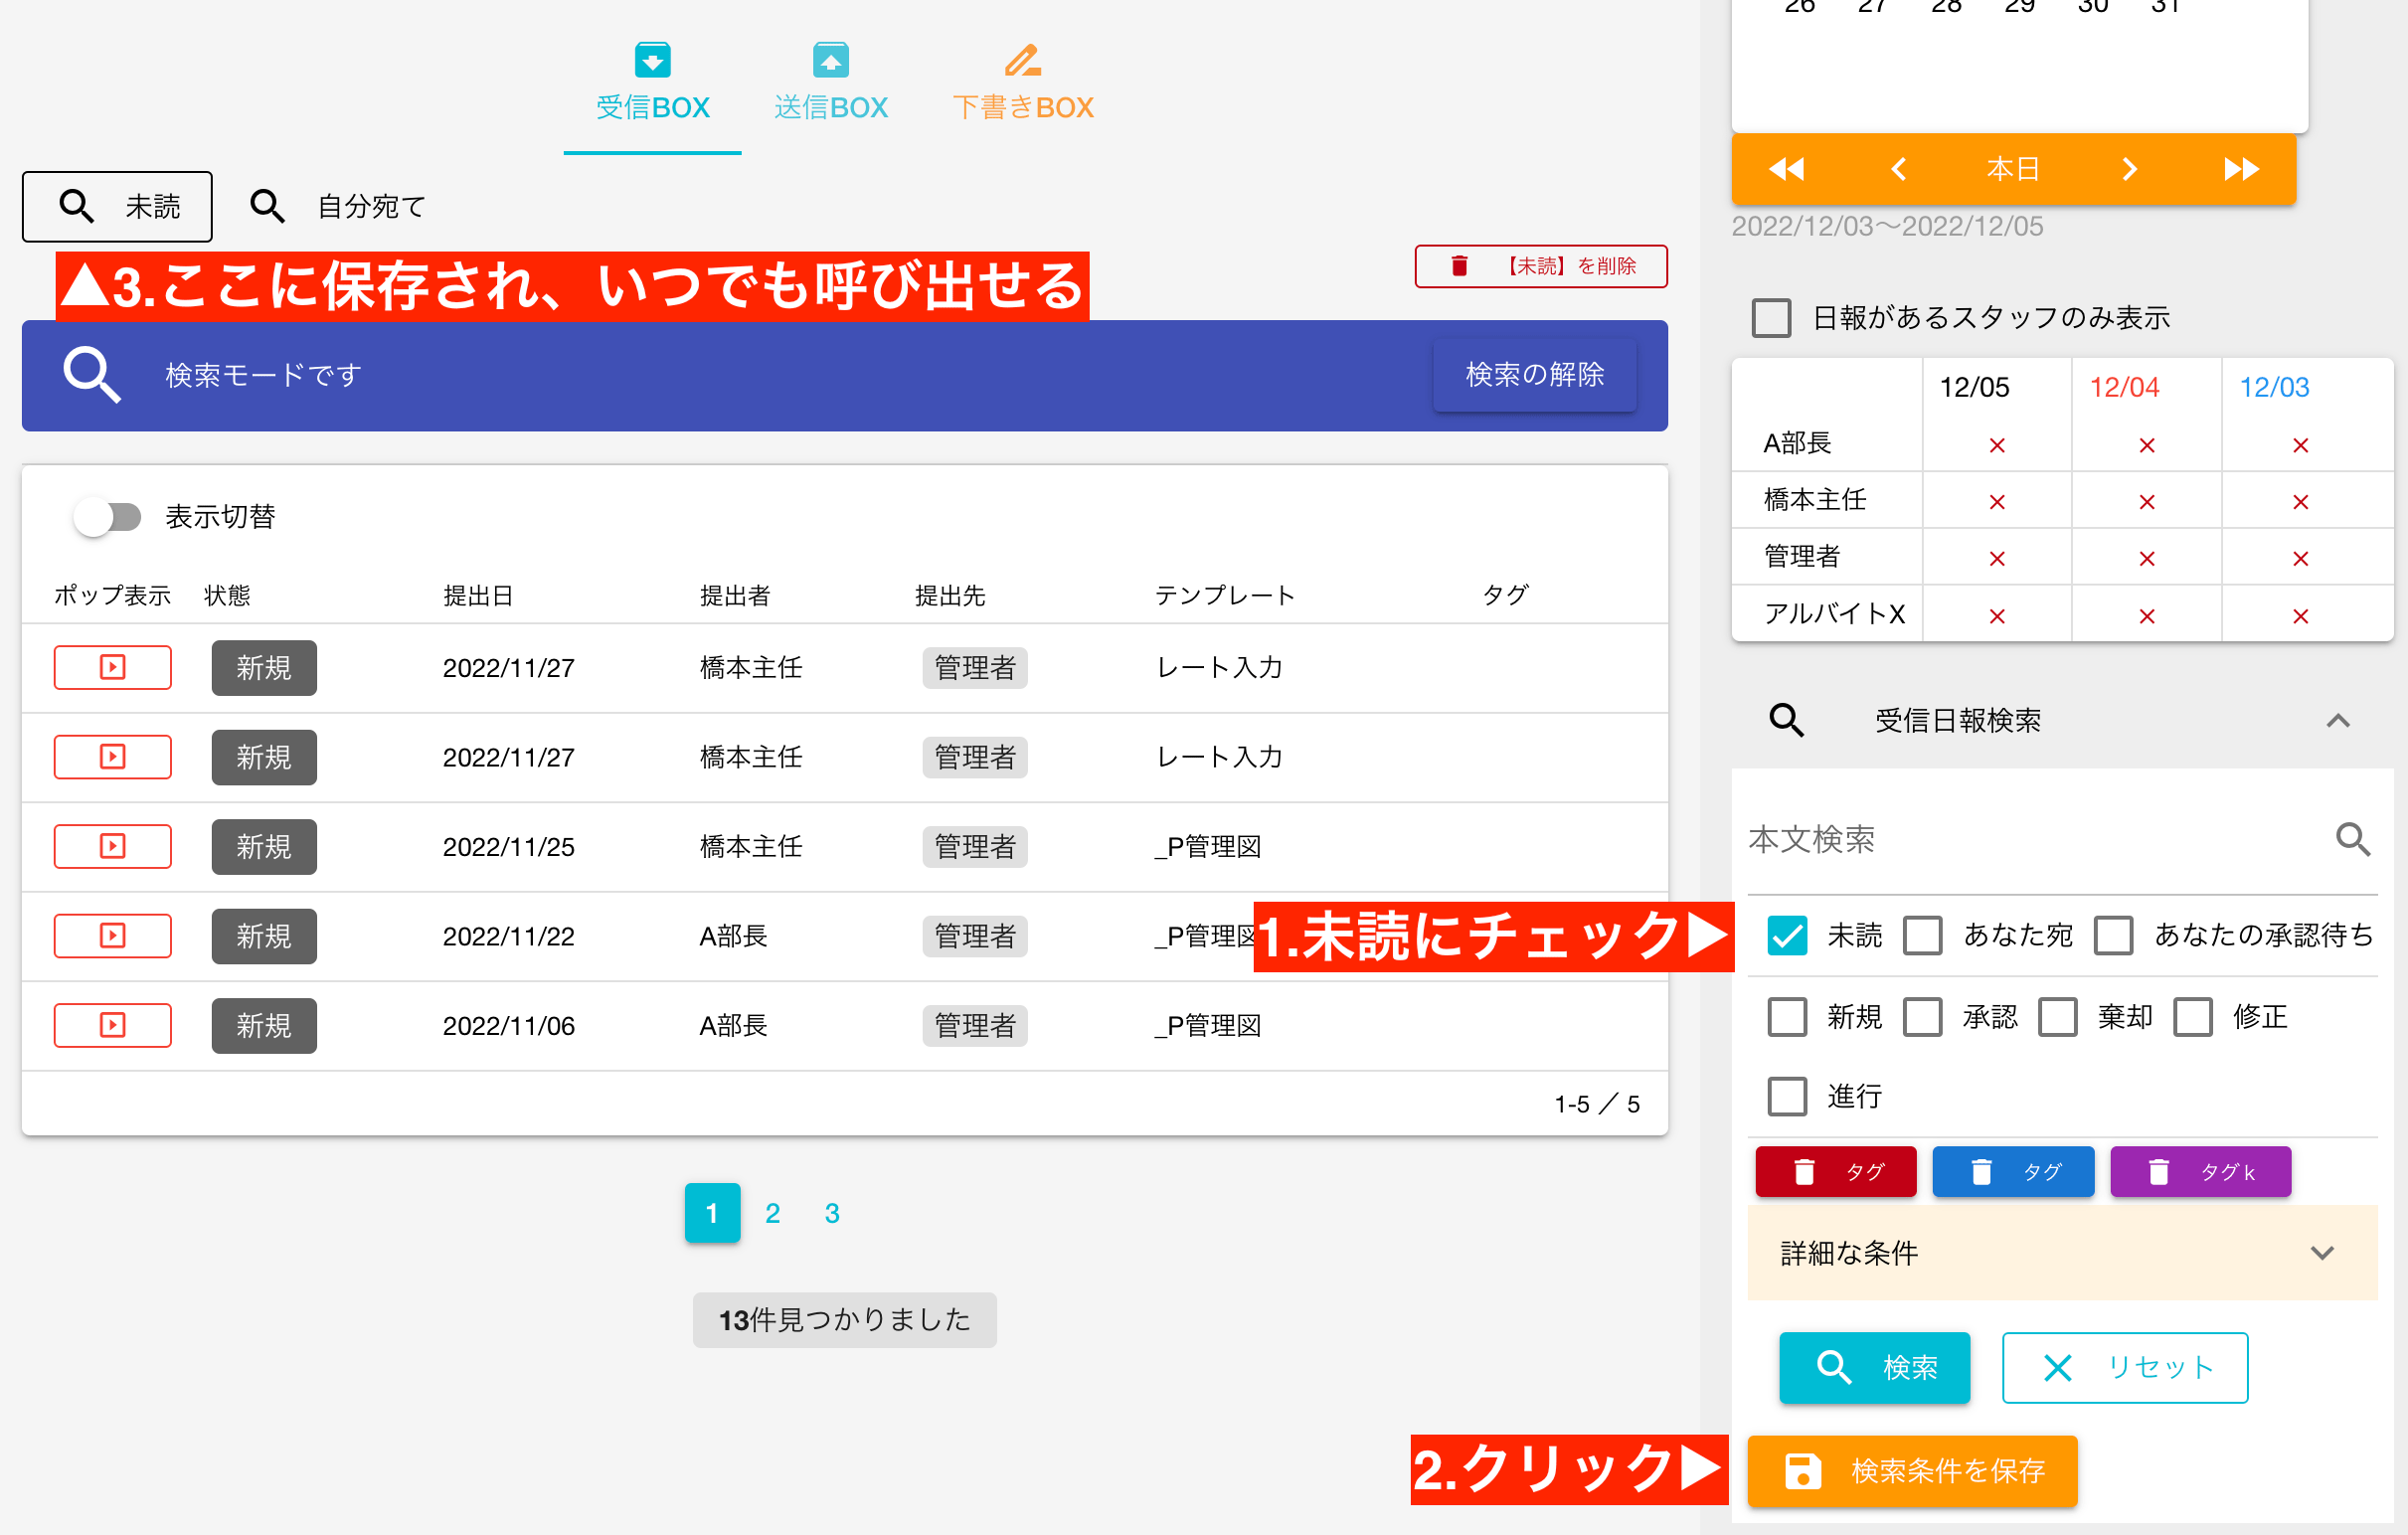 受信BOX 送信BOX 下書きBOX
未読 自分宛て
▲3.ここに保存され、いつでも呼び出せる
【未読】を削除
検索モードです 検索の解除
表示切替
ポップ表示 状態 提出日 提出者 提出先 テンプレート タグ
新規 2022/11/27 橋本主任 管理者 レート入力
新規 2022/11/27 橋本主任 管理者 レート入力
新規 2022/11/25 橋本主任 管理者 _P管理図
新規 2022/11/22 A部長 管理者 _P管理図
新規 2022/11/06 A部長 管理者 _P管理図
1-5 ／ 5
1 2 3
13件見つかりました
26 27 28 29 30 31
本日
2022/12/03～2022/12/05
日報があるスタッフのみ表示
12/05 12/04 12/03
A部長 × × ×
橋本主任 × × ×
管理者 × × ×
アルバイトX × × ×
受信日報検索
本文検索
1.未読にチェック▶
未読 あなた宛 あなたの承認待ち
新規 承認 棄却 修正
進行
タグ タグ タグk
詳細な条件
検索 リセット
2.クリック▶
検索条件を保存